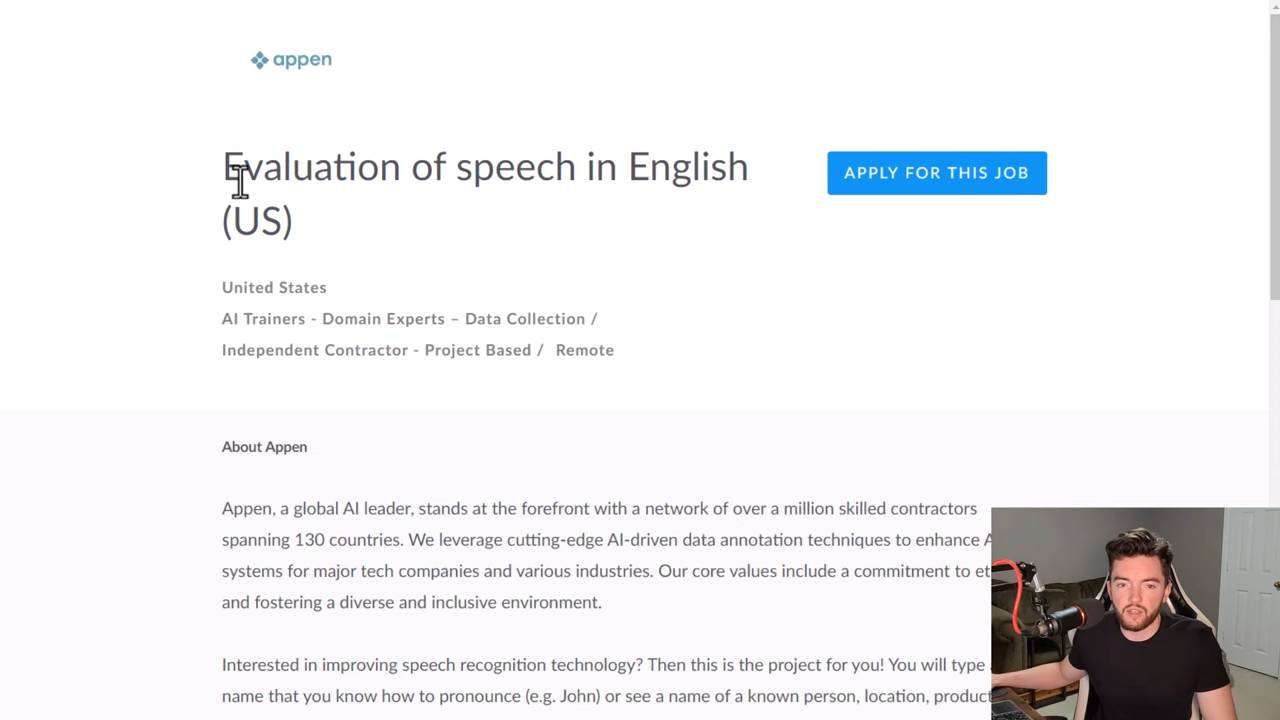 appen
Evaluation of speech in English
(US)
APPLY FOR THIS JOB
United States
AI Trainers - Domain Experts – Data Collection /
Independent Contractor - Project Based / Remote
About Appen
Appen, a global AI leader, stands at the forefront with a network of over a million skilled contractors
spanning 130 countries. We leverage cutting-edge AI-driven data annotation techniques to enhance
systems for major tech companies and various industries. Our core values include a commitment to
and fostering a diverse and inclusive environment.
Interested in improving speech recognition technology? Then this is the project for you! You will type
name that you know how to pronounce (e.g. John) or see a name of a known person, location, product